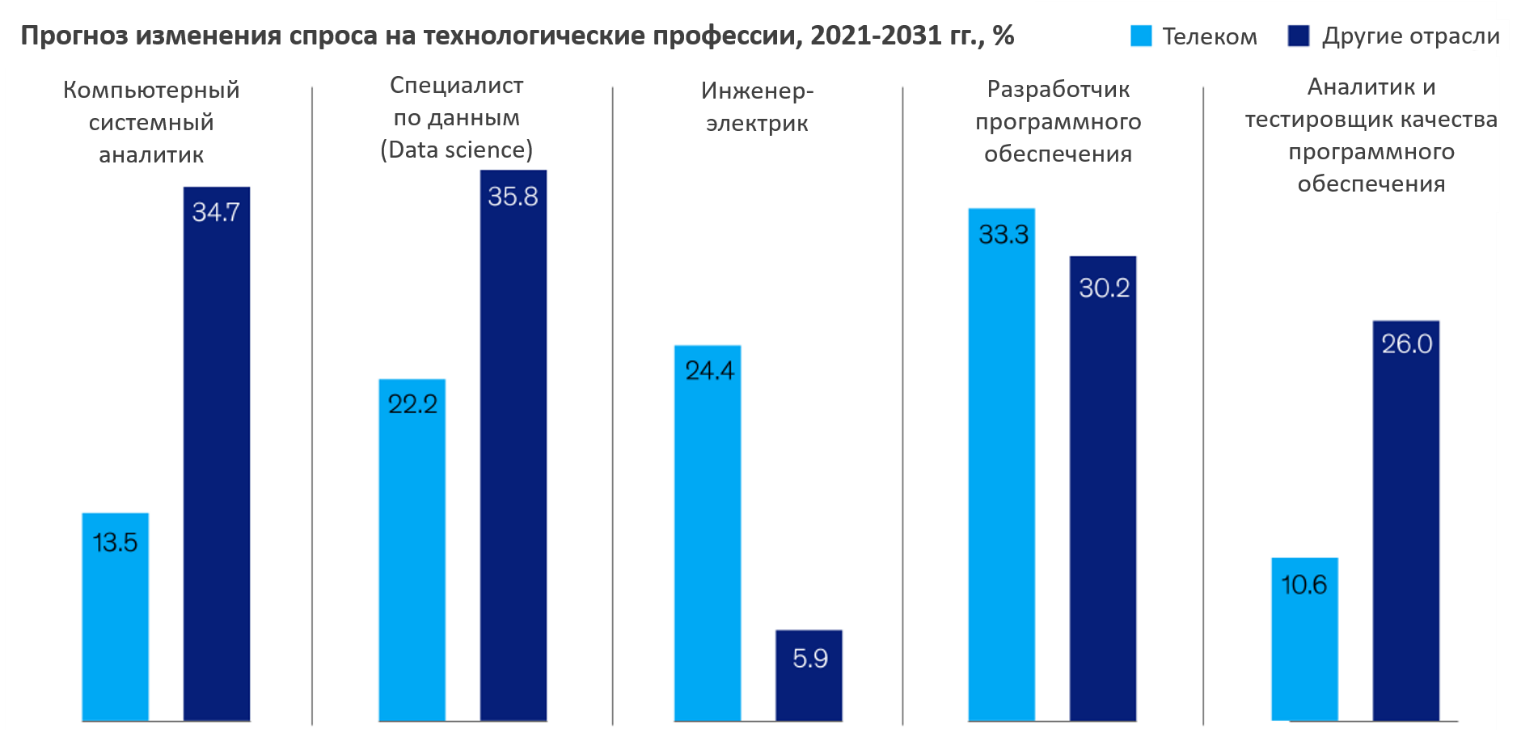 Прогноз изменения спроса на технологические профессии, 2021-2031 гг., %
Телеком
Другие отрасли
Компьютерный
системный
аналитик
Специалист
по данным
(Data science)
Инженер-
электрик
Разработчик
программного
обеспечения
Аналитик и
тестировщик качества
программного
обеспечения
13.5
34.7
22.2
35.8
24.4
5.9
33.3
30.2
10.6
26.0